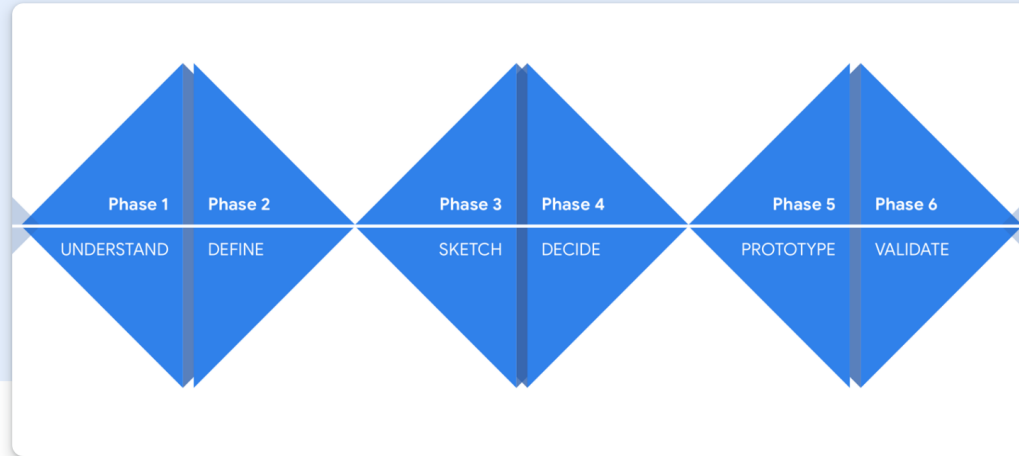 Phase 1
UNDERSTAND
Phase 2
DEFINE
Phase 3
SKETCH
Phase 4
DECIDE
Phase 5
PROTOTYPE
Phase 6
VALIDATE